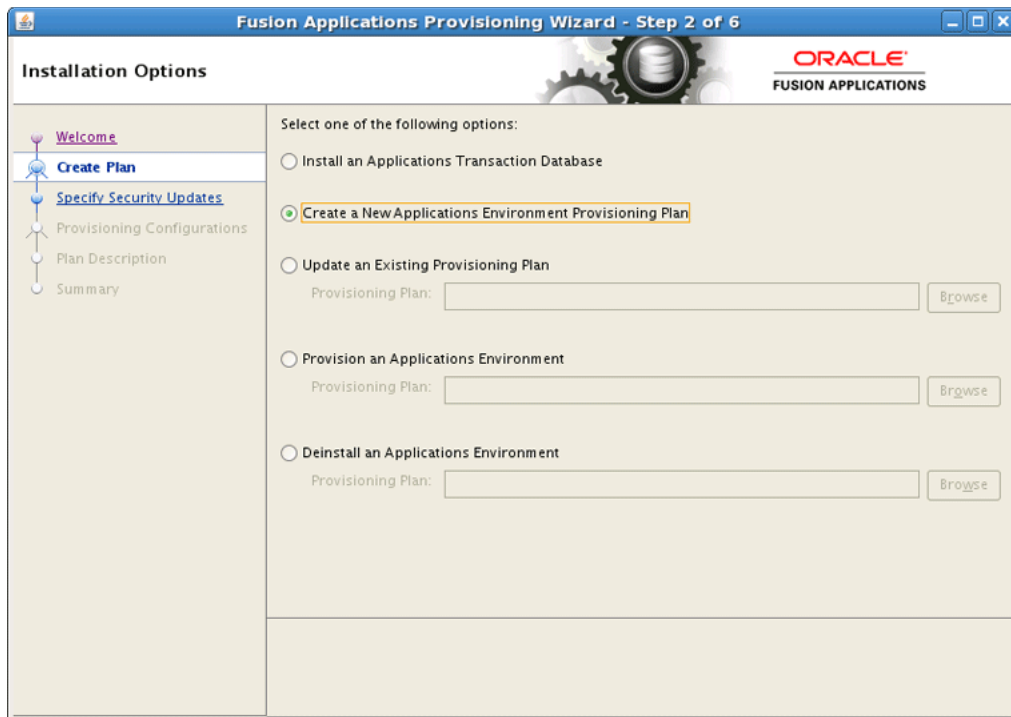 Fusion Applications Provisioning Wizard - Step 2 of 6
Installation Options
ORACLE
FUSION APPLICATIONS
Welcome
Create Plan
Specify Security Updates
Provisioning Configurations
Plan Description
Summary
Select one of the following options:
Install an Applications Transaction Database
Create a New Applications Environment Provisioning Plan
Update an Existing Provisioning Plan
Provisioning Plan: Browse
Provision an Applications Environment
Provisioning Plan: Browse
Deinstall an Applications Environment
Provisioning Plan: Browse